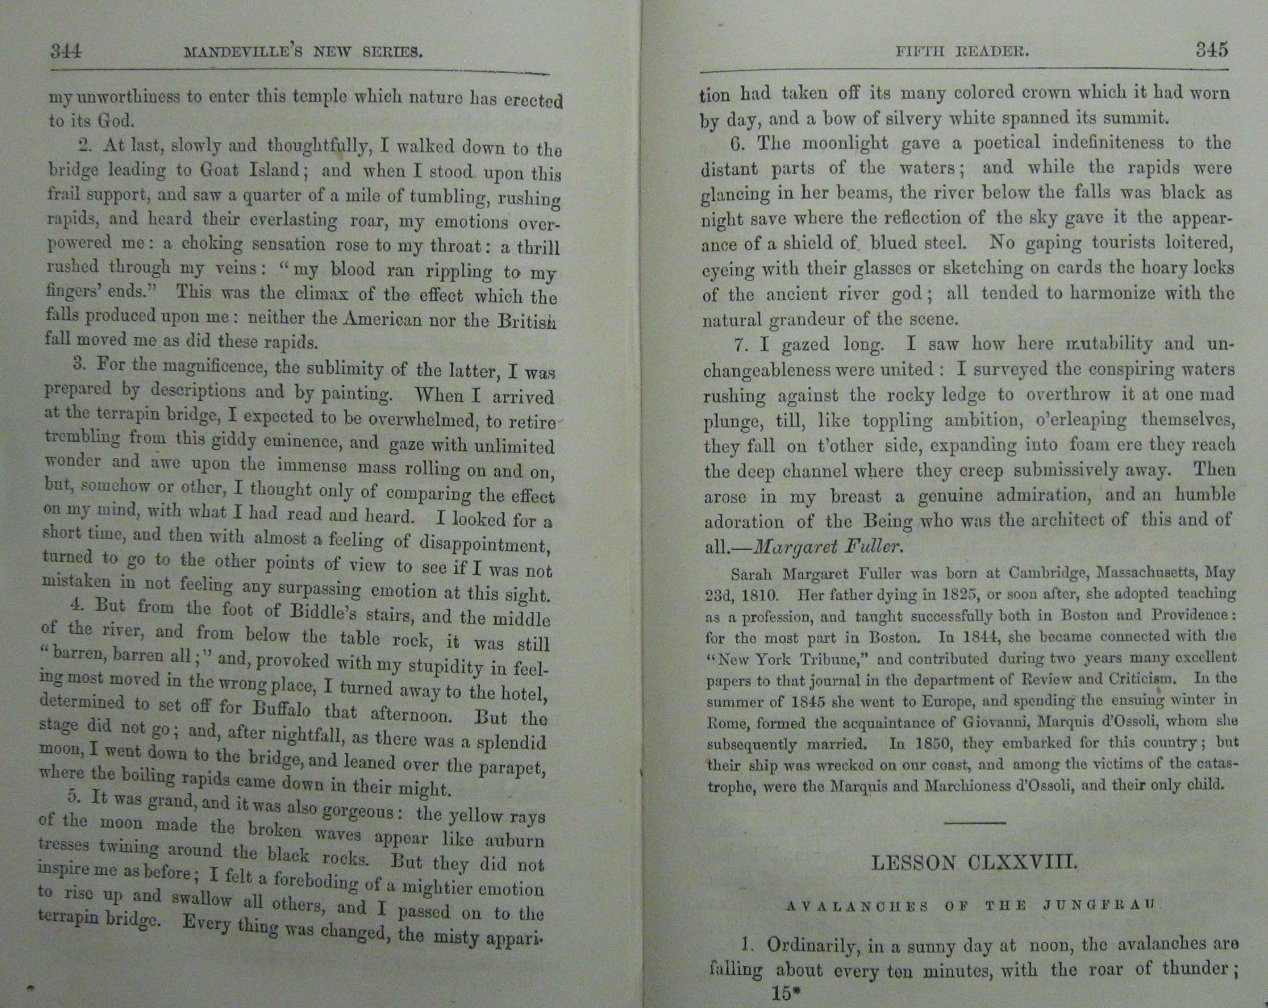 344 MANDEVILLE'S NEW SERIES.
my unworthiness to enter this temple which nature has erected
to its God.
2. At last, slowly and thoughtfully, I walked down to the
bridge leading to Goat Island; and when I stood upon this
frail support, and saw a quarter of a mile of tumbling, rushing
rapids, and heard their everlasting roar, my emotions over-
powered me: a choking sensation rose to my throat: a thrill
rushed through my veins: "my blood ran rippling to my
fingers' ends." This was the climax of the effect which the
falls produced upon me: neither the American nor the British
fall moved me as did these rapids.
3. For the magnificence, the sublimity of the latter, I was
prepared by descriptions and by painting. When I arrived
at the terrapin bridge, I expected to be overwhelmed, to retire
trembling from this giddy eminence, and gaze with unlimited
wonder and awe upon the immense mass rolling on and on,
but, somehow or other, I thought only of comparing the effect
on my mind, with what I had read and heard. I looked for a
short time, and then with almost a feeling of disappointment,
turned to go to the other points of view to see if I was not
mistaken in not feeling any surpassing emotion at this sight.
4. But from the foot of Biddle's stairs, and the middle
of the river, and from below the table rock, it was still
"barren, barren all;" and, provoked with my stupidity in feel-
ing most moved in the wrong place, I turned away to the hotel,
determined to set off for Buffalo that afternoon. But the
stage did not go; and, after nightfall, as there was a splendid
moon, I went down to the bridge, and leaned over the parapet,
where the boiling rapids came down in their might.
5. It was grand, and it was also gorgeous: the yellow rays
of the moon made the broken waves appear like auburn
tresses twining around the black rocks. But they did not
inspire me as before; I felt a foreboding of a mightier emotion
to rise up and swallow all others, and I passed on to the
terrapin bridge. Every thing was changed, the misty appari-
FIFTH READER. 345
tion had taken off its many colored crown which it had worn
by day, and a bow of silvery white spanned its summit.
6. The moonlight gave a poetical indefiniteness to the
distant parts of the waters; and while the rapids were
glancing in her beams, the river below the falls was black as
night save where the reflection of the sky gave it the appear-
ance of a shield of blued steel. No gaping tourists loitered,
eyeing with their glasses or sketching on cards the hoary locks
of the ancient river god; all tended to harmonize with the
natural grandeur of the scene.
7. I gazed long. I saw how here mutability and un-
changeableness were united: I surveyed the conspiring waters
rushing against the rocky ledge to overthrow it at one mad
plunge, till, like toppling ambition, o'erleaping themselves,
they fall on t'other side, expanding into foam ere they reach
the deep channel where they creep submissively away. Then
arose in my breast a genuine admiration, and an humble
adoration of the Being who was the architect of this and of
all.—Margaret Fuller.
Sarah Margaret Fuller was born at Cambridge, Massachusetts, May
23d, 1810. Her father dying in 1825, or soon after, she adopted teaching
as a profession, and taught successfully both in Boston and Providence:
for the most part in Boston. In 1844, she became connected with the
"New York Tribune," and contributed during two years many excellent
papers to that journal in the department of Review and Criticism. In the
summer of 1845 she went to Europe, and spending the ensuing winter in
Rome, formed the acquaintance of Giovanni, Marquis d'Ossoli, whom she
subsequently married. In 1850, they embarked for this country; but
their ship was wrecked on our coast, and among the victims of the catas-
trophe, were the Marquis and Marchioness d'Ossoli, and their only child.
LESSON CLXXVIII.
AVALANCHES OF THE JUNGFRAU.
1. Ordinarily, in a sunny day at noon, the avalanches are
falling about every ten minutes, with the roar of thunder;
15*